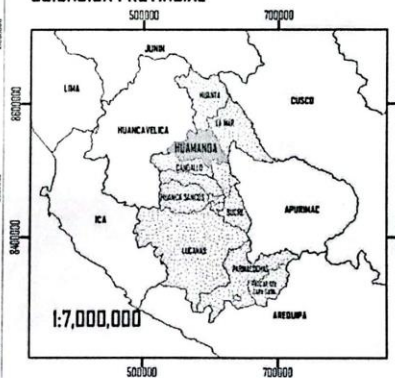 500000 700000
JUNIN
LIMA
HUANTA
CUSCO
8600000
LA MAR
HUANCAVELICA
HUAMANGA
CANGALLO
HUANCA SANCOS
SUCRE
APURIMAC
ICA
8400000
LUCANAS
PARINACOCHAS
1:7,000,000
AREQUIPA
500000 700000